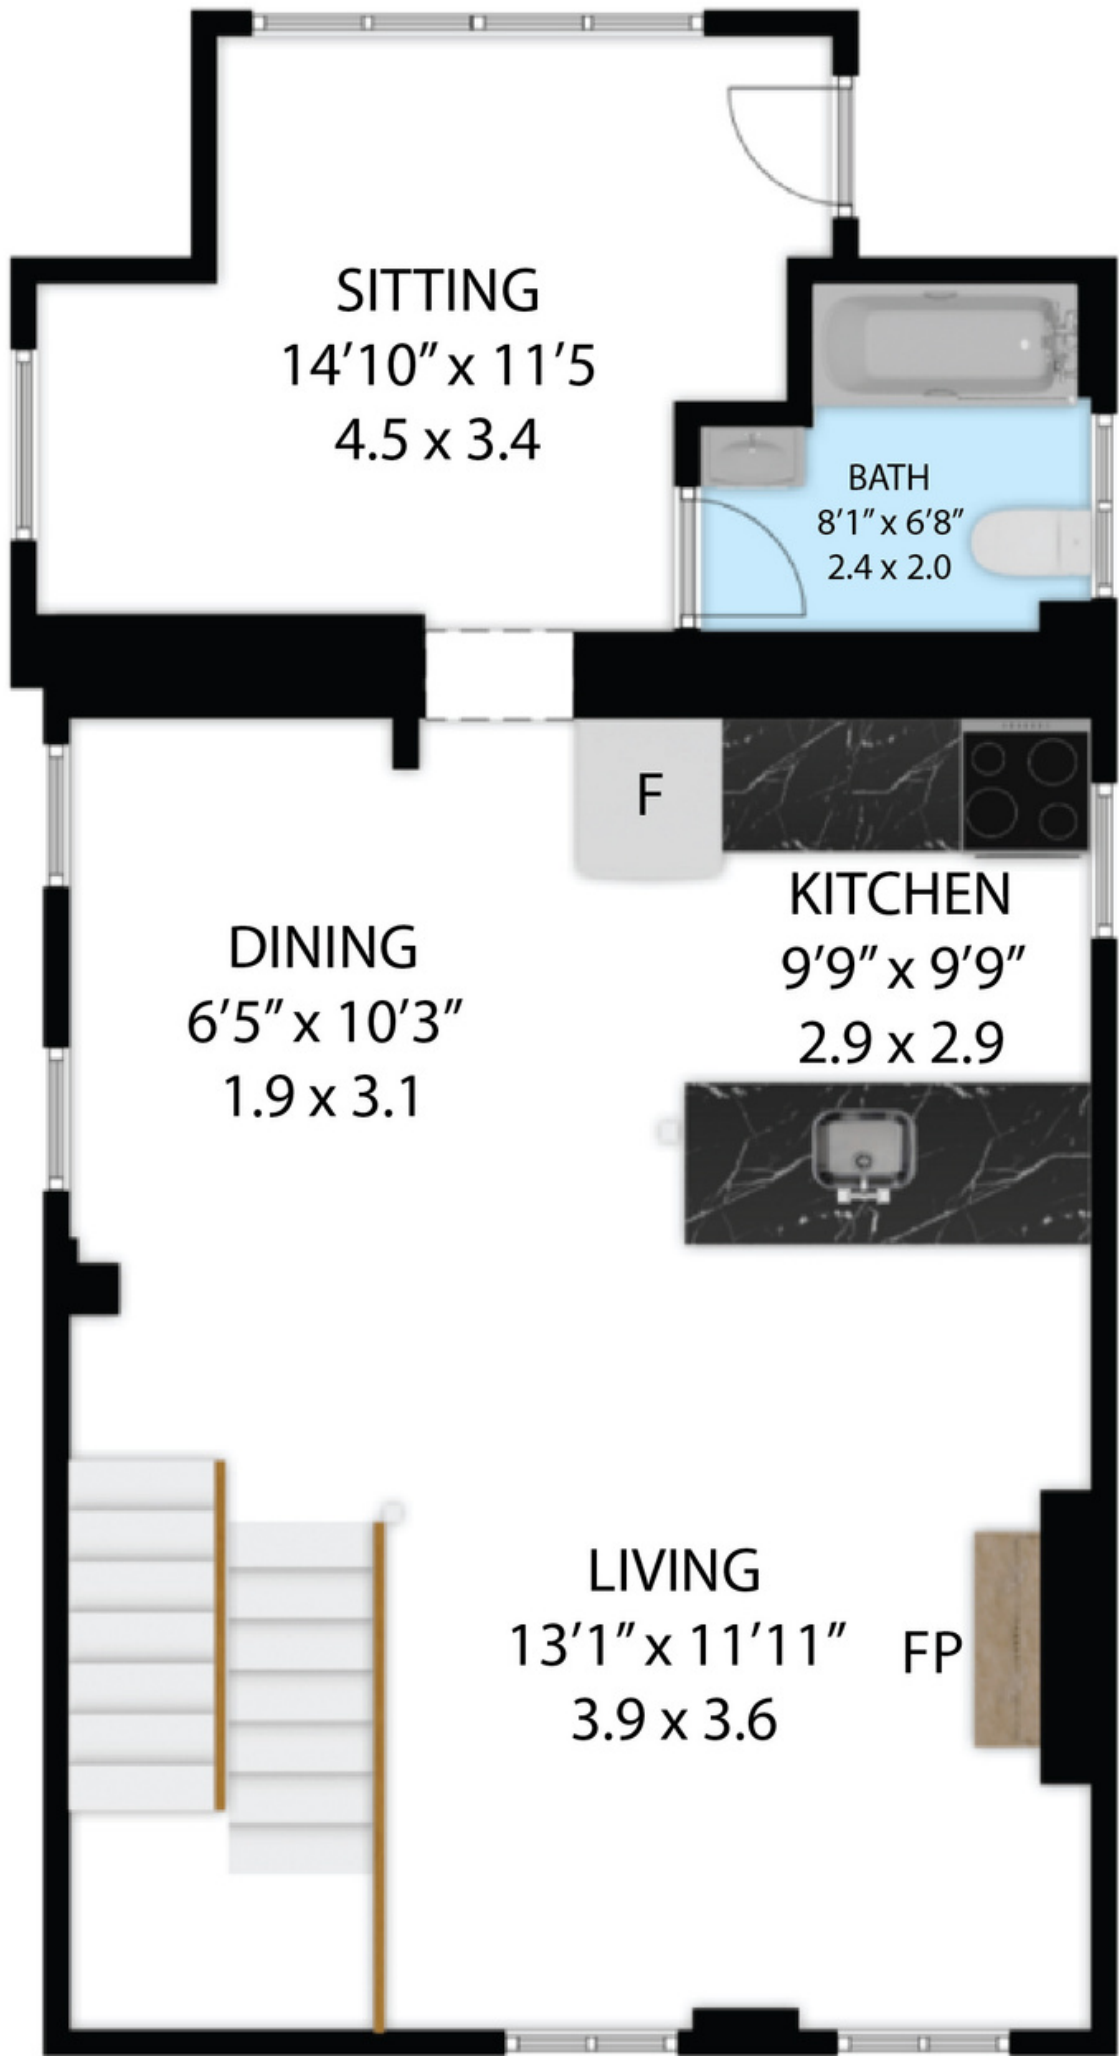 SITTING
14′10″ x 11′5
4.5 x 3.4
BATH
8′1″ x 6′8″
2.4 x 2.0
F
KITCHEN
9′9″ x 9′9″
2.9 x 2.9
DINING
6′5″ x 10′3″
1.9 x 3.1
LIVING
13′1″ x 11′11″
3.9 x 3.6
FP